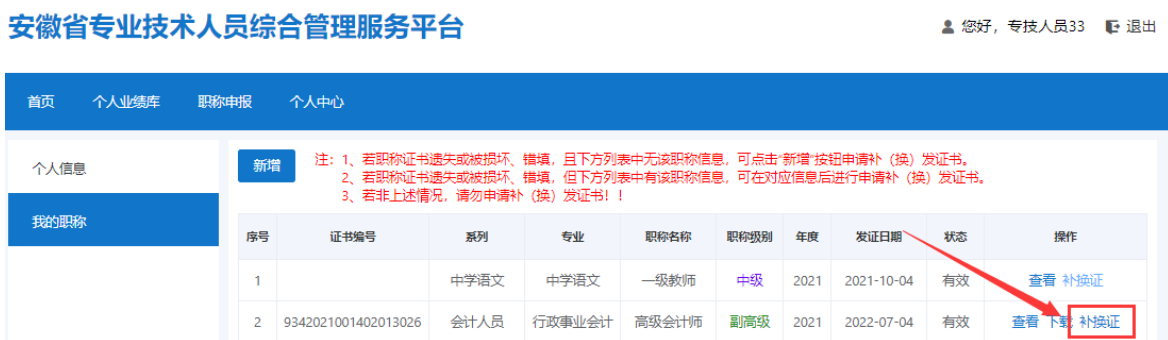 安徽省专业技术人员综合管理服务平台
您好，专技人员33 退出
首页 个人业绩库 职称申报 个人中心
个人信息
我的职称
新增
注：1、若职称证书遗失或被损坏、错填，且下方列表中无该职称信息，可点击"新增"按钮申请补（换）发证书。
2、若职称证书遗失或被损坏、错填，但下方列表中有该职称信息，可在对应信息后进行申请补（换）发证书。
3、若非上述情况，请勿申请补（换）发证书！！
序号 证书编号 系列 专业 职称名称 职称级别 年度 发证日期 状态 操作
1 中学语文 中学语文 一级教师 中级 2021 2021-10-04 有效 查看 补换证
2 9342021001402013026 会计人员 行政事业会计 高级会计师 副高级 2021 2022-07-04 有效 查看 下载 补换证